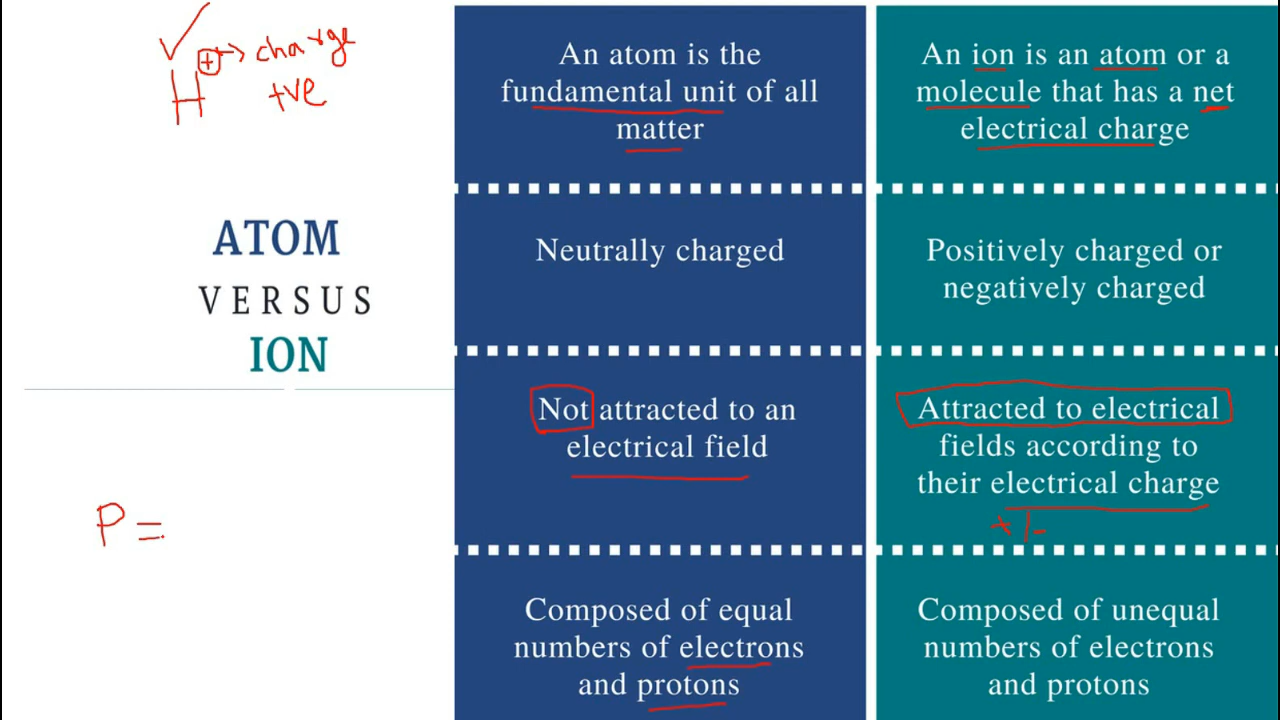 H+ → charge
+ve
ATOM
VERSUS
ION
P =
An atom is the
fundamental unit of all
matter
Neutrally charged
Not attracted to an
electrical field
Composed of equal
numbers of electrons
and protons
An ion is an atom or a
molecule that has a net
electrical charge
Positively charged or
negatively charged
Attracted to electrical
fields according to
their electrical charge
+/-
Composed of unequal
numbers of electrons
and protons